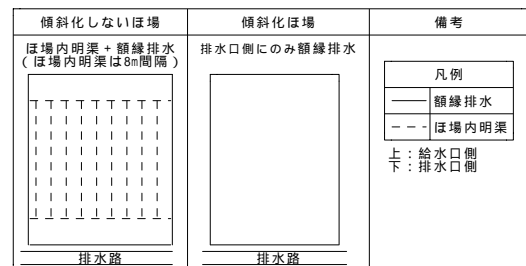 傾斜化しないほ場
傾斜化ほ場
備考
ほ場内明渠+額縁排水
(ほ場内明渠は8m間隔)
排水口側にのみ額縁排水
凡例
額縁排水
ほ場内明渠
上:給水口側
下:排水口側
排水路
排水路